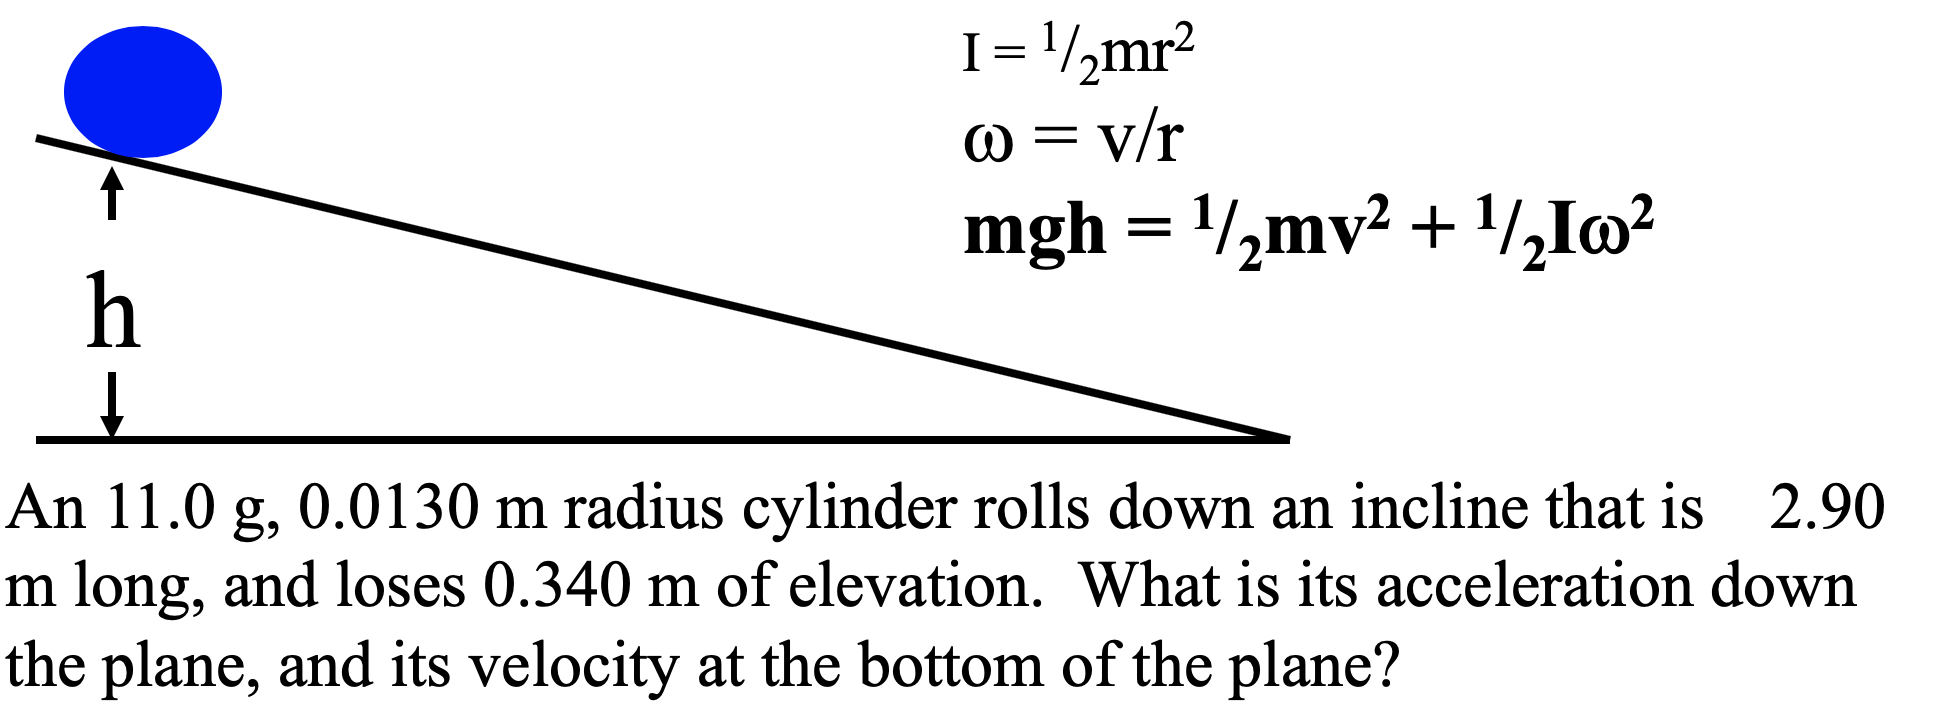 I = ¹/₂mr²
ω = v/r
mgh = ¹/₂mv² + ¹/₂Iω²
h
An 11.0 g, 0.0130 m radius cylinder rolls down an incline that is 2.90
m long, and loses 0.340 m of elevation. What is its acceleration down
the plane, and its velocity at the bottom of the plane?